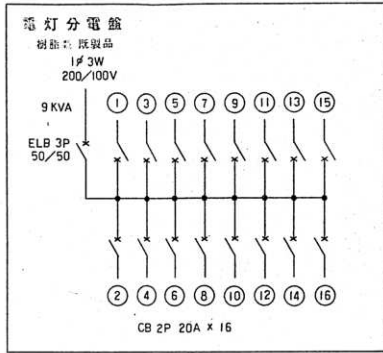 電灯分電盤
樹脂製 既製品
1φ3W
200/100V
9KVA
ELB 3P
50/50
① ③ ⑤ ⑦ ⑨ ⑪ ⑬ ⑮
② ④ ⑥ ⑧ ⑩ ⑫ ⑭ ⑯
CB 2P 20A × 16